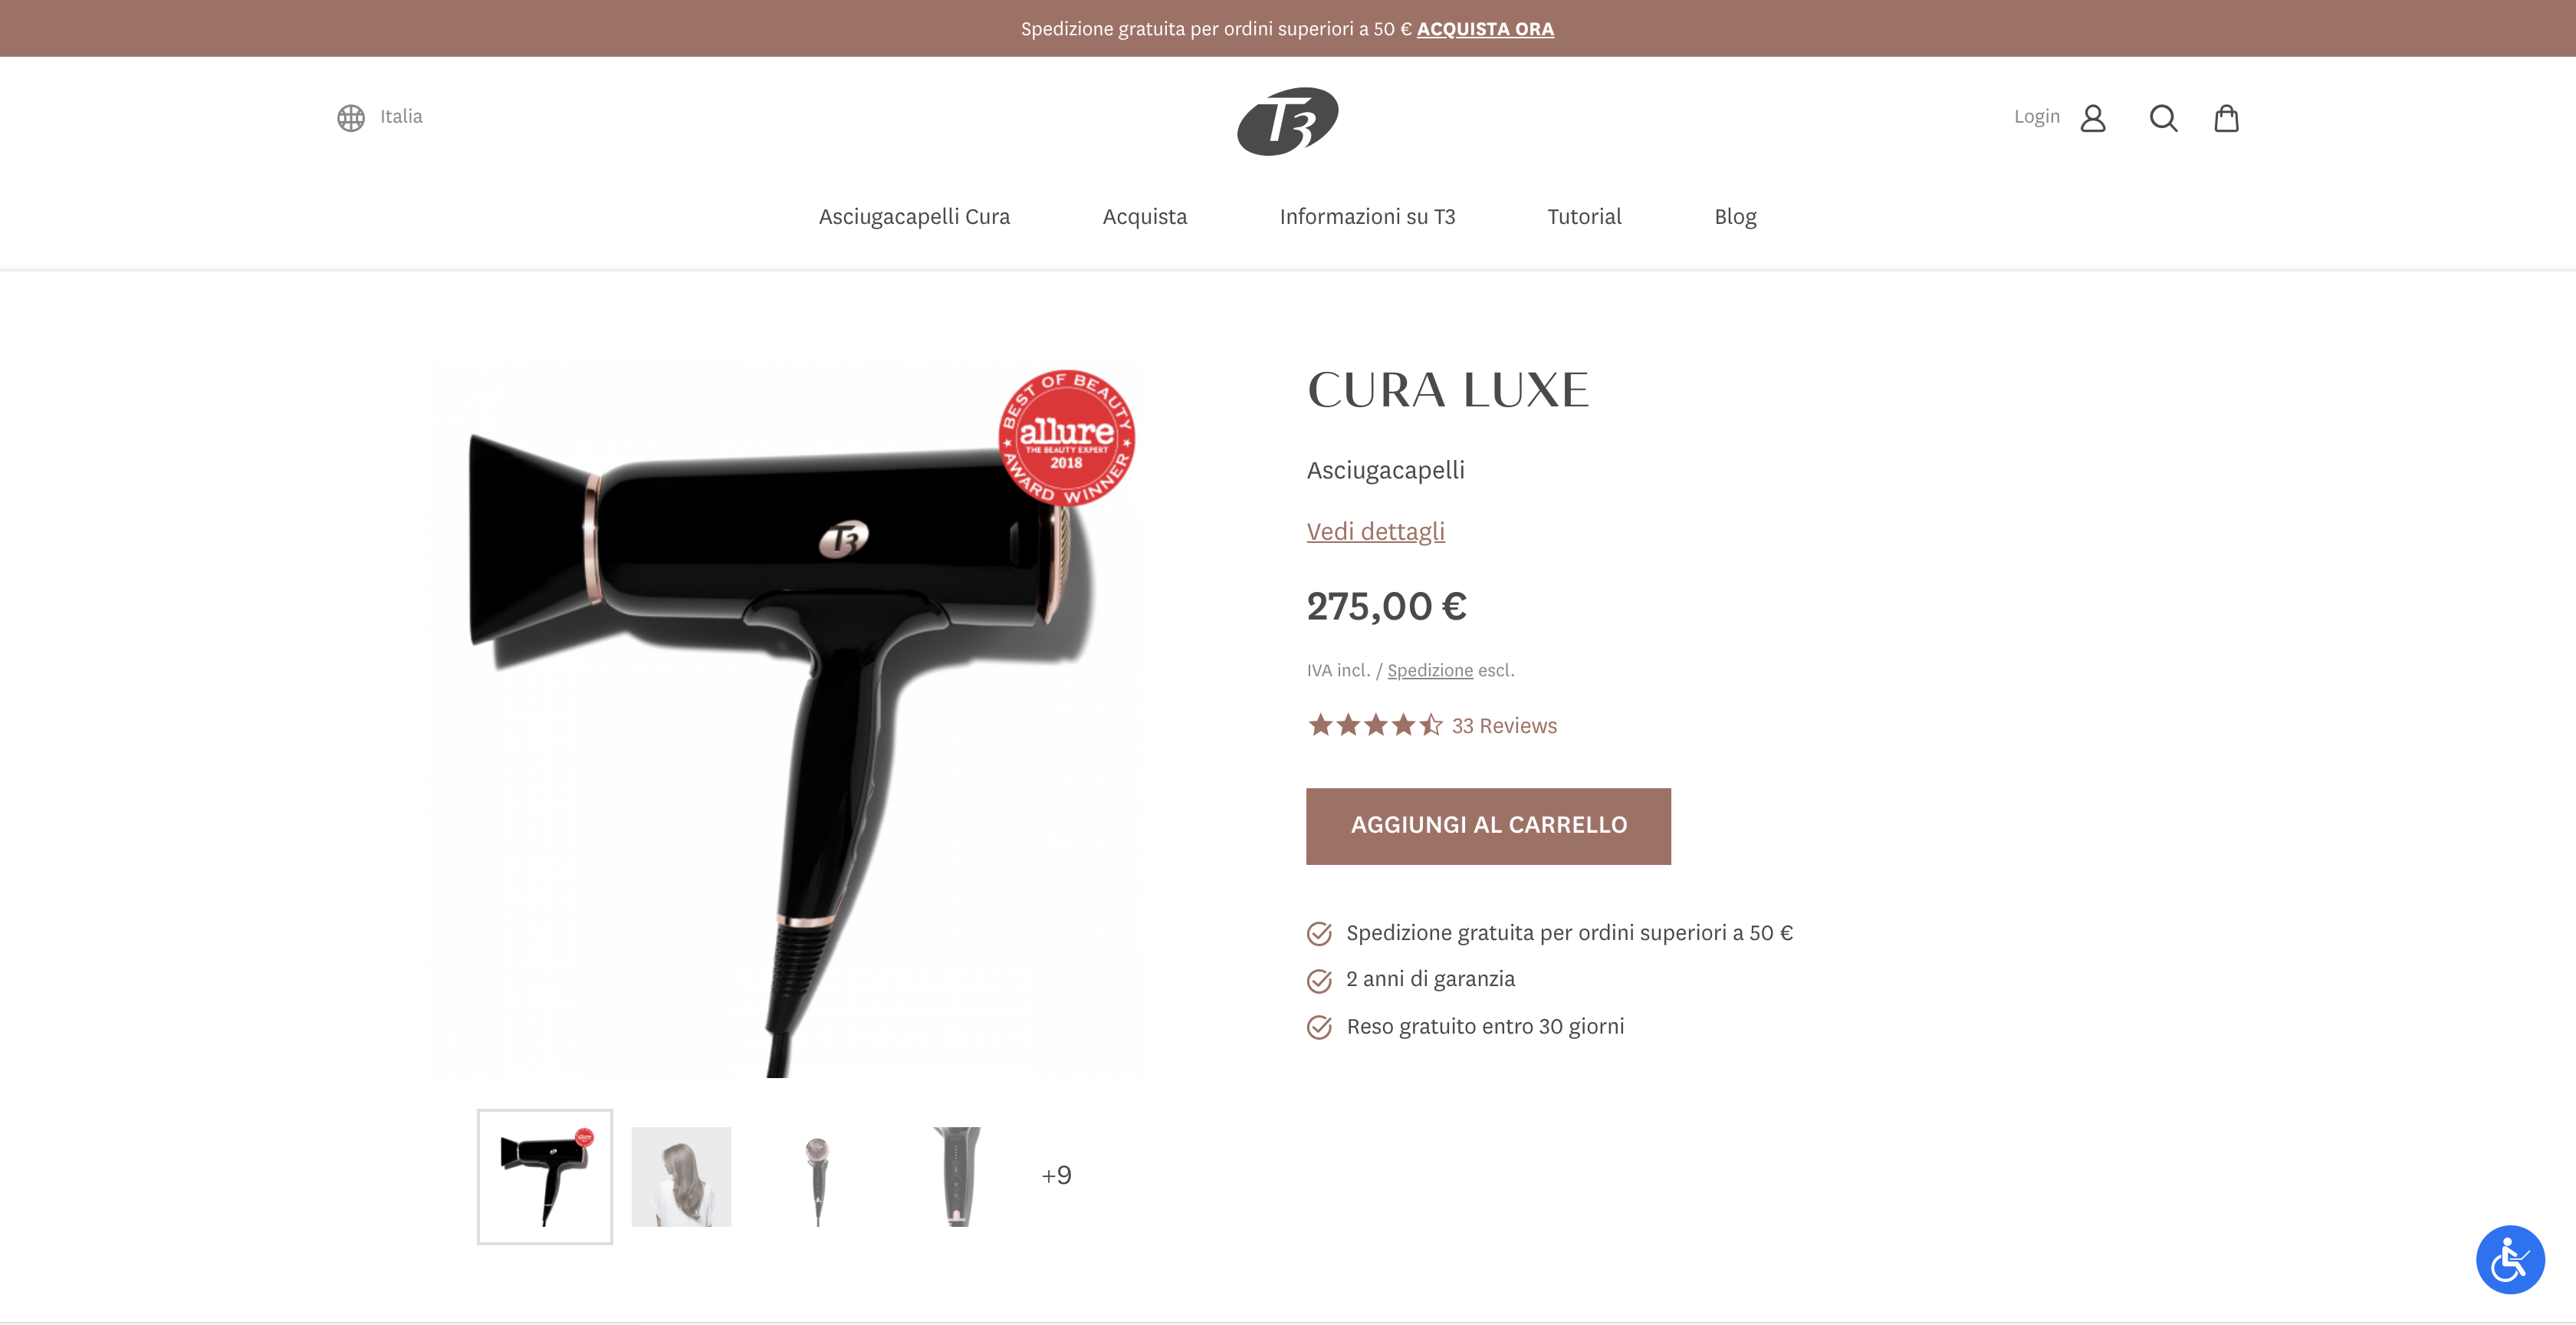 Spedizione gratuita per ordini superiori a 50 € ACQUISTA ORA
Italia
T3
Login
Asciugacapelli Cura
Acquista
Informazioni su T3
Tutorial
Blog
BEST OF BEAUTY
allure
THE BEAUTY EXPERT
2018
AWARD WINNER
T3
CURA LUXE
Asciugacapelli
Vedi dettagli
275,00 €
IVA incl. / Spedizione escl.
33 Reviews
AGGIUNGI AL CARRELLO
Spedizione gratuita per ordini superiori a 50 €
2 anni di garanzia
Reso gratuito entro 30 giorni
+9